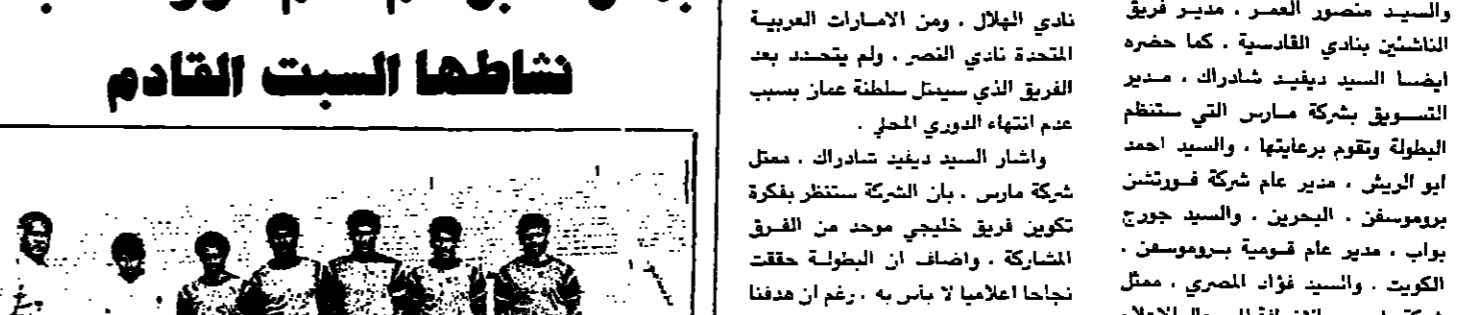 والسيد منصور العمر ، مدير فريق
الناشئين بنادي القادسية ، كما حضره
ايضا السيد ديفيد شادراك ، مدير
التسويق بشركة مارس التي ستنظم
البطولة وتقوم برعايتها ، والسيد احمد
ابو الريش ، مدير عام شركة فورتشن
بروموسفن ، البحرين ، والسيد جورج
بواب ، مدير عام قومية بروموسفن ،
الكويت ، والسيد فؤاد المصري ، ممثل
نادي الهلال ، ومن الامارات العربية
المتحدة نادي النصر ، ولم يتحدد بعد
الفريق الذي سيمثل سلطنة عمان بسبب
عدم انتهاء الدوري المحلي .
واشار السيد ديفيد شادراك ، ممثل
شركة مارس ، بان الشركة ستنظر بفكرة
تكوين فريق خليجي موحد من الفرق
المشاركة ، واضاف ان البطولة حققت
نجاحا اعلاميا لا باس به ، رغم ان هدفنا
نشاطها السبت القادم